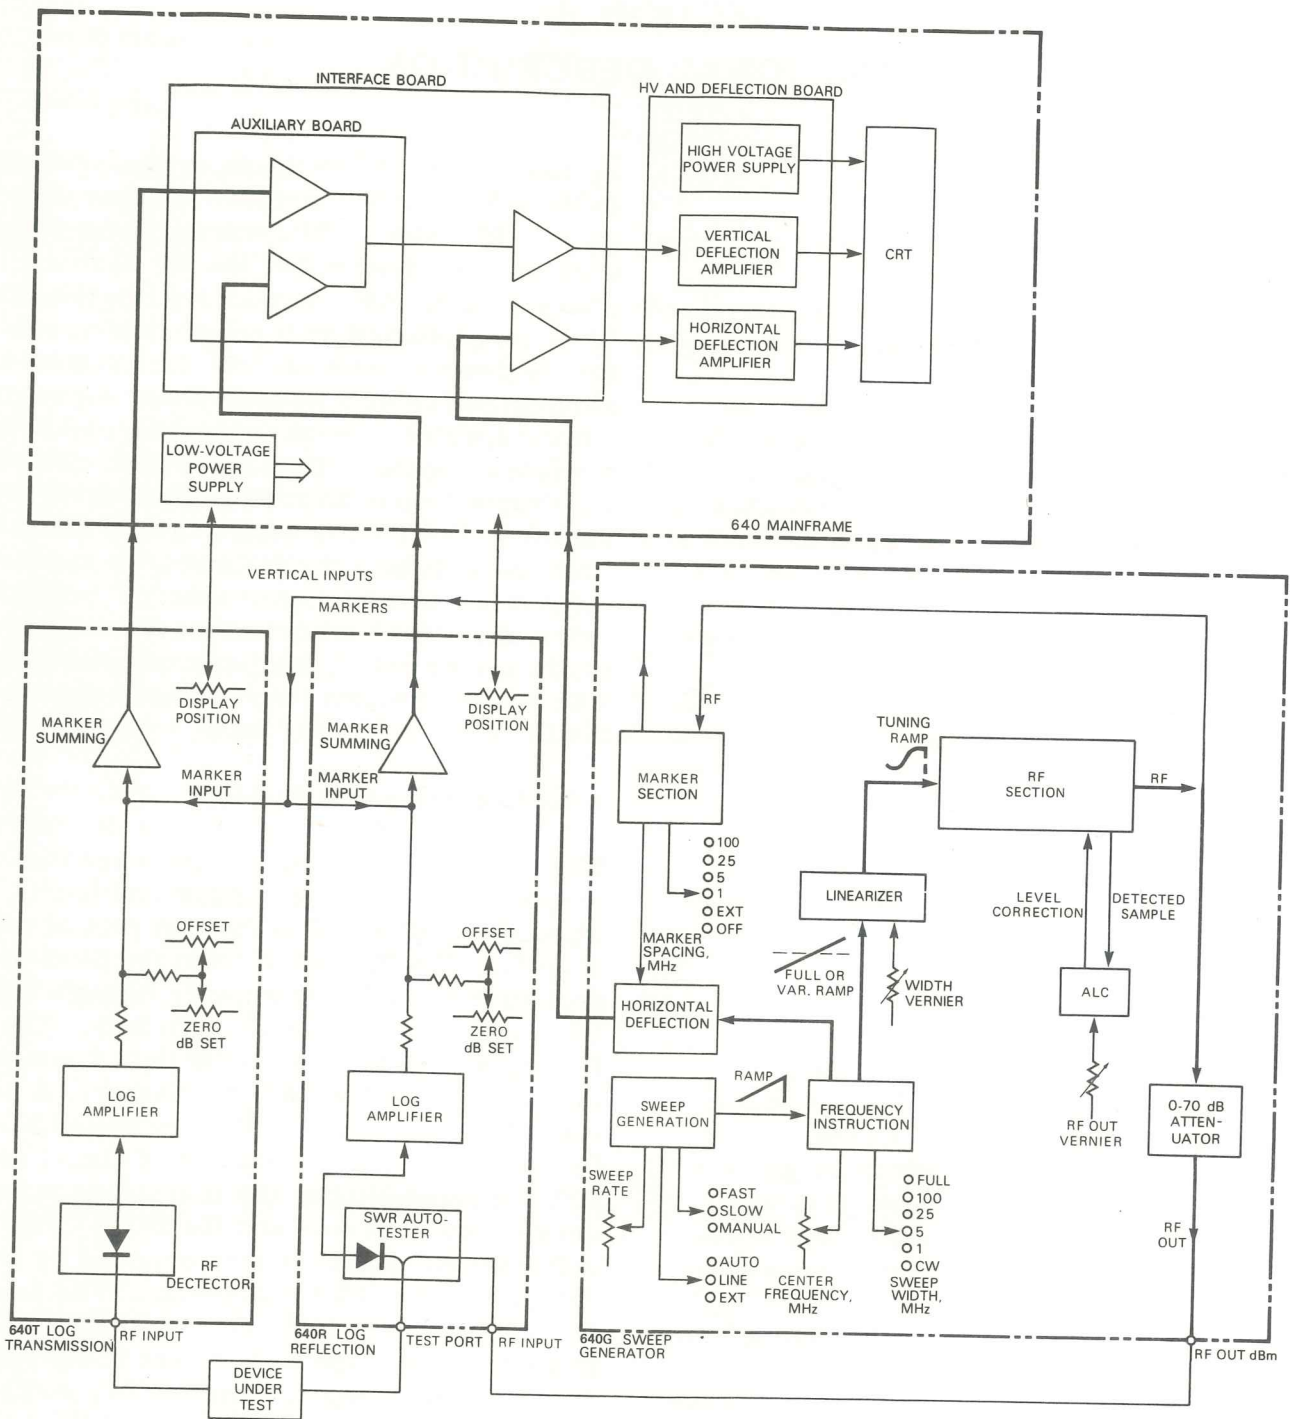 INTERFACE BOARD
HV AND DEFLECTION BOARD
AUXILIARY BOARD
HIGH VOLTAGE
POWER SUPPLY
VERTICAL
DEFLECTION
AMPLIFIER
CRT
HORIZONTAL
DEFLECTION
AMPLIFIER
LOW-VOLTAGE
POWER
SUPPLY
640 MAINFRAME
VERTICAL INPUTS
MARKERS
DISPLAY
POSITION
DISPLAY
POSITION
MARKER
SUMMING
MARKER
SUMMING
MARKER
INPUT
MARKER
INPUT
RF
MARKER
SECTION
TUNING
RAMP
RF
SECTION
RF
100
25
5
1
EXT
OFF
MARKER
SPACING,
MHz
LINEARIZER
LEVEL
CORRECTION
DETECTED
SAMPLE
OFFSET
OFFSET
FULL OR
VAR. RAMP
WIDTH
VERNIER
ALC
ZERO
dB SET
ZERO
dB SET
HORIZONTAL
DEFLECTION
RAMP
LOG
AMPLIFIER
LOG
AMPLIFIER
SWEEP
GENERATION
FREQUENCY
INSTRUCTION
RF OUT
VERNIER
0-70 dB
ATTEN-
UATOR
SWEEP
RATE
FAST
SLOW
MANUAL
AUTO
LINE
EXT
CENTER
FREQUENCY,
MHz
FULL
100
25
5
1
CW
SWEEP
WIDTH,
MHz
RF
OUT
SWR AUTO-
TESTER
RF
DECTECTOR
640T LOG
TRANSMISSION
RF INPUT
640R LOG
REFLECTION
TEST PORT
RF INPUT
640G SWEEP
GENERATOR
RF OUT dBm
DEVICE
UNDER
TEST